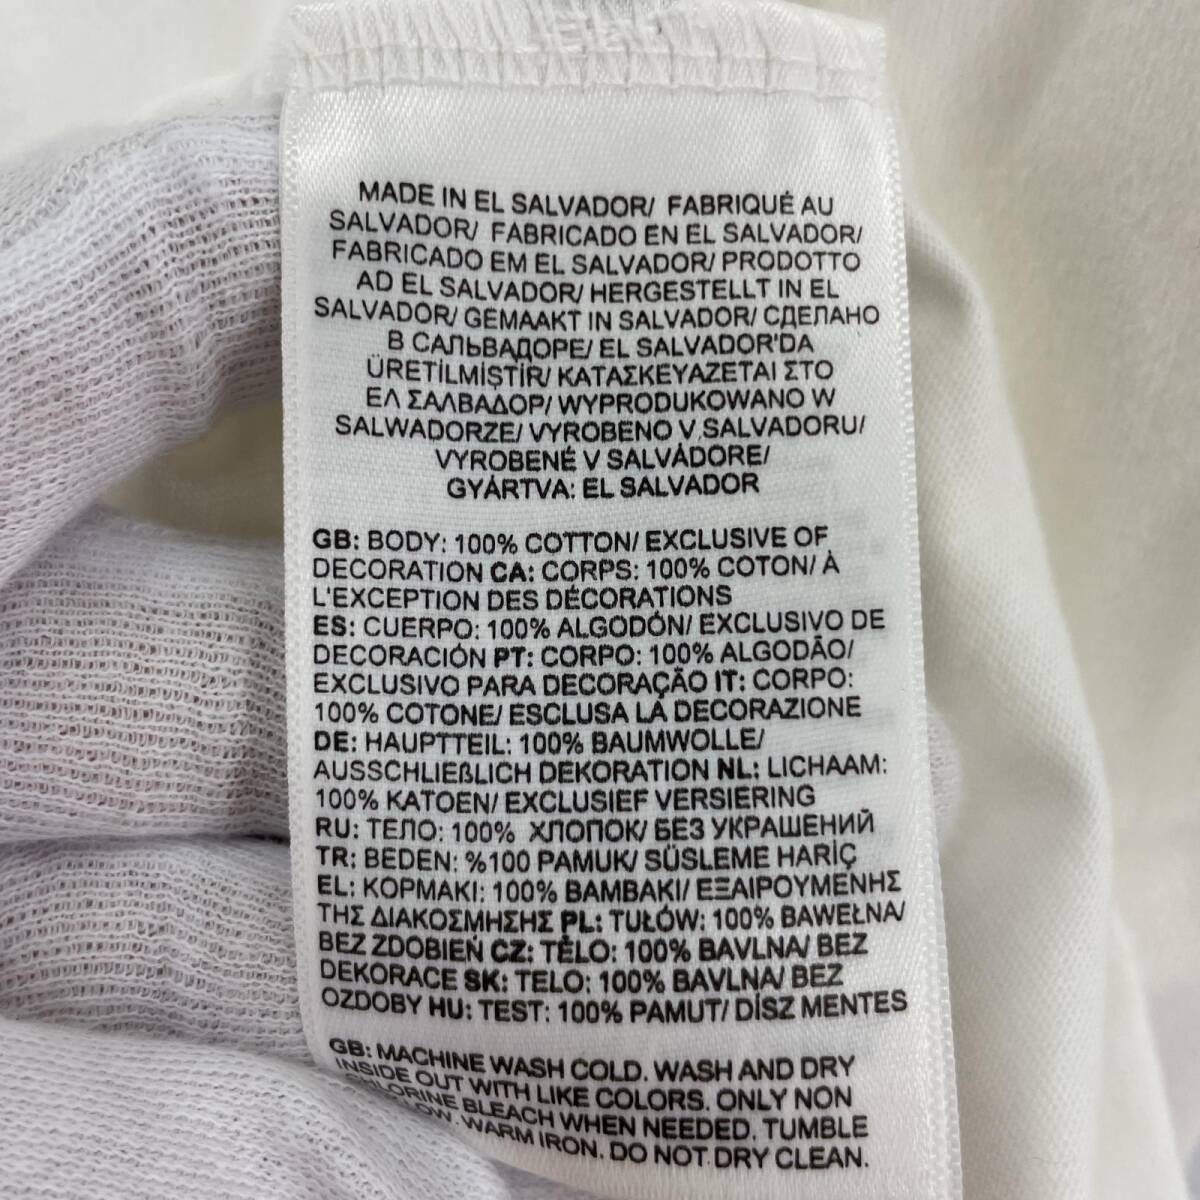 MADE IN EL SALVADOR/ FABRIQUÉ AU
SALVADOR/ FABRICADO EN EL SALVADOR/
FABRICADO EM EL SALVADOR/ PRODOTTO
AD EL SALVADOR/ HERGESTELLT IN EL
SALVADOR/ GEMAAKT IN SALVADOR/ СДЕЛАНО
В САЛЬВАДОРЕ/ EL SALVADOR'DA
ÜRETİLMİŞTİR/ ΚΑΤΑΣΚΕΥΑΖΕΤΑΙ ΣΤΟ
ΕΛ ΣΑΛΒΑΔΟΡ/ WYPRODUKOWANO W
SALWADORZE/ VYROBENO V SALVADORU/
VYROBENÉ V SALVÁDORE/
GYÁRTVA: EL SALVADOR
GB: BODY: 100% COTTON/ EXCLUSIVE OF
DECORATION CA: CORPS: 100% COTON/ À
L'EXCEPTION DES DÉCORATIONS
ES: CUERPO: 100% ALGODÓN/ EXCLUSIVO DE
DECORACIÓN PT: CORPO: 100% ALGODÃO/
EXCLUSIVO PARA DECORAÇÃO IT: CORPO:
100% COTONE/ ESCLUSA LA DECORAZIONE
DE: HAUPTTEIL: 100% BAUMWOLLE/
AUSSCHLIEßLICH DEKORATION NL: LICHAAM:
100% KATOEN/ EXCLUSIEF VERSIERING
RU: ТЕЛО: 100% ХЛОПОК/ БЕЗ УКРАШЕНИЙ
TR: BEDEN: %100 PAMUK/ SÜSLEME HARİÇ
EL: ΚΟΡΜΑΚΙ: 100% ΒΑΜΒΑΚΙ/ ΕΞΑΙΡΟΥΜΕΝΗΣ
ΤΗΣ ΔΙΑΚΟΣΜΗΣΗΣ PL: TUŁÓW: 100% BAWEŁNA/
BEZ ZDOBIEŃ CZ: TĚLO: 100% BAVLNA/ BEZ
DEKORACE SK: TELO: 100% BAVLNA/ BEZ
OZDOBY HU: TEST: 100% PAMUT/ DÍSZ MENTES
GB: MACHINE WASH COLD. WASH AND DRY
INSIDE OUT WITH LIKE COLORS. ONLY NON
CHLORINE BLEACH WHEN NEEDED. TUMBLE
WARM IRON. DO NOT DRY CLEAN.